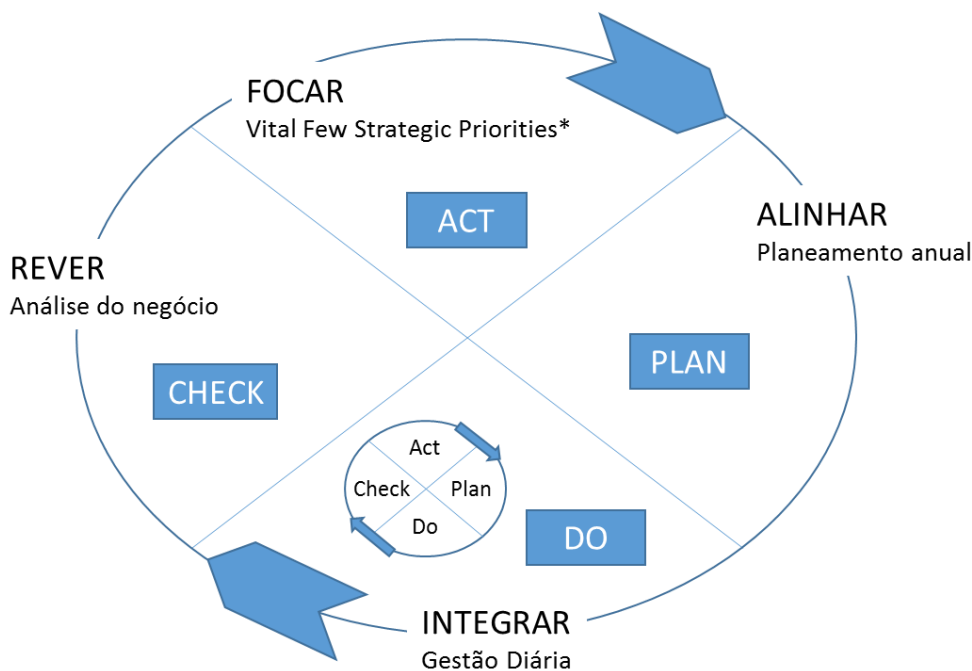 FOCAR
Vital Few Strategic Priorities*
ACT
ALINHAR
Planeamento anual
REVER
Análise do negócio
PLAN
CHECK
Act
Check
Plan
Do
DO
INTEGRAR
Gestão Diária